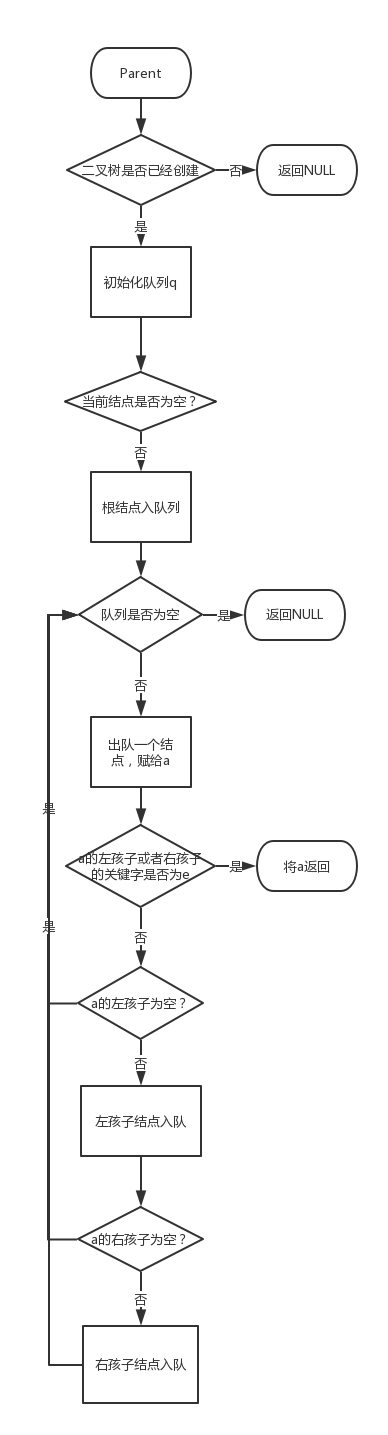 Parent
二叉树是否已经创建
否
返回NULL
是
初始化队列q
当前结点是否为空？
否
根结点入队列
队列是否为空
是
返回NULL
否
出队一个结
点，赋给a
是
a的左孩子或者右孩子
的关键字是否为e
是
将a返回
是
否
a的左孩子为空？
否
左孩子结点入队
a的右孩子为空？
否
右孩子结点入队